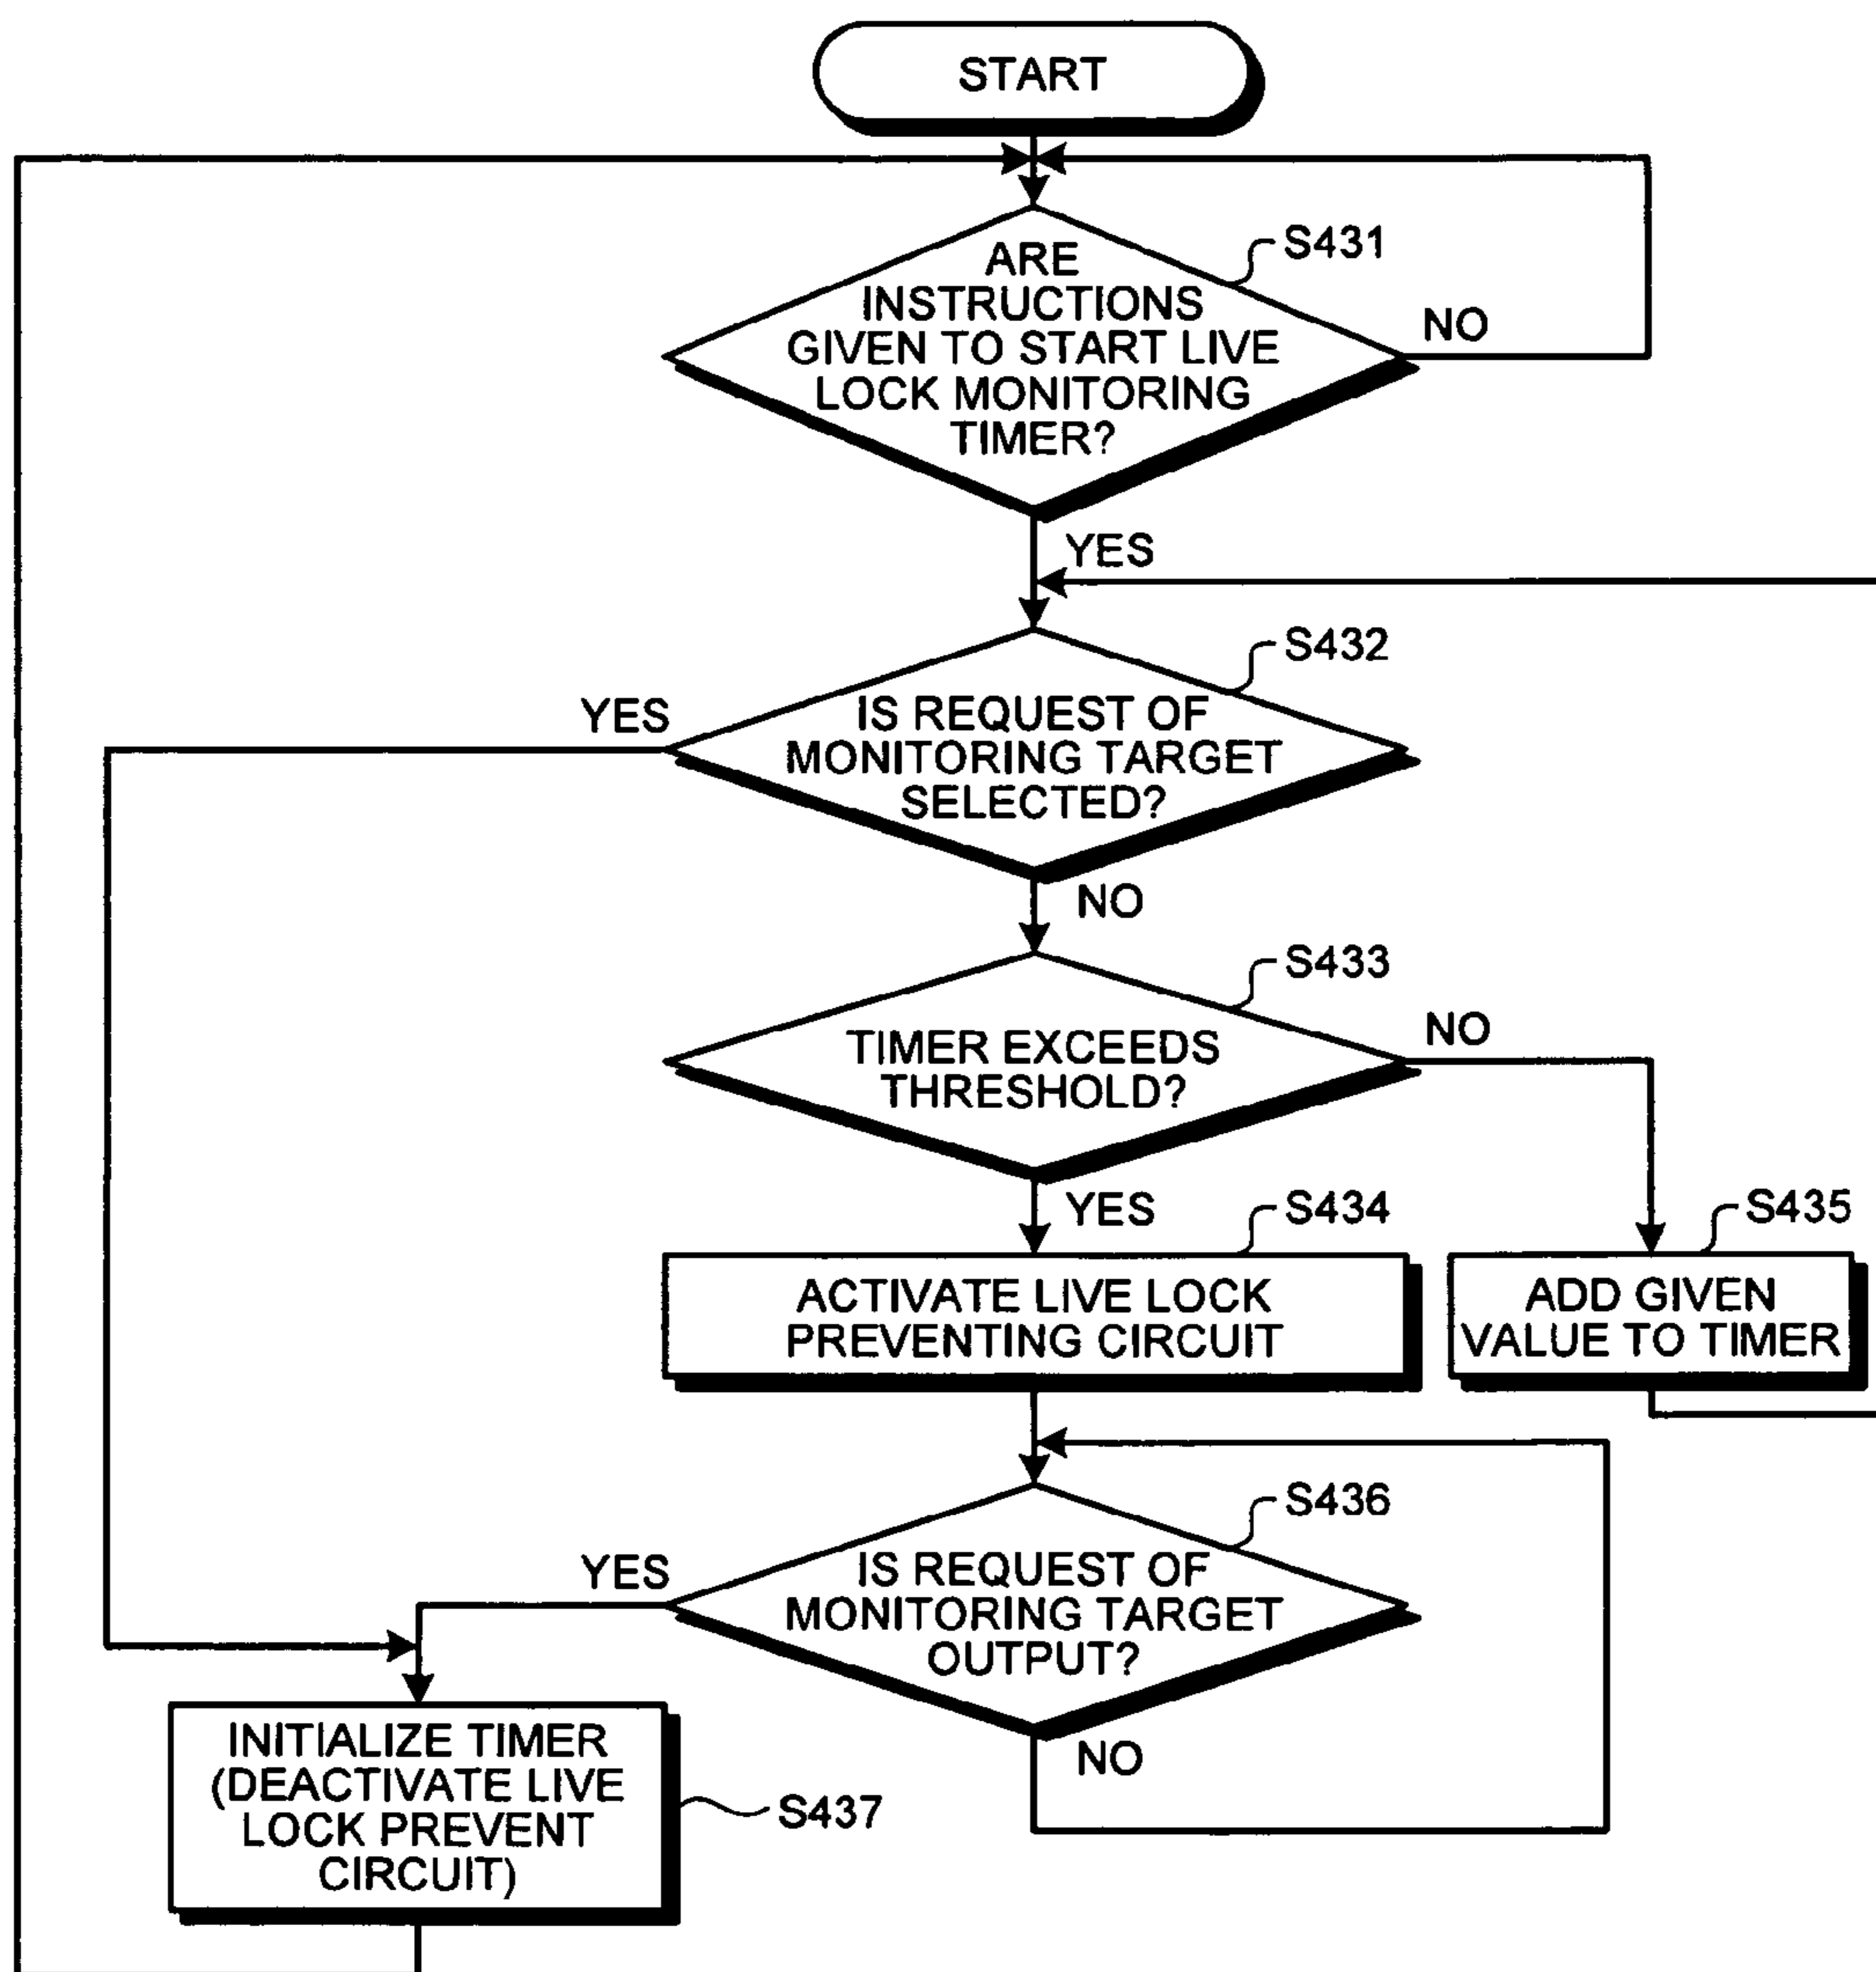 START
S431
ARE
INSTRUCTIONS
GIVEN TO START LIVE
LOCK MONITORING
TIMER?
NO
YES
S432
YES
IS REQUEST OF
MONITORING TARGET
SELECTED?
NO
S433
NO
TIMER EXCEEDS
THRESHOLD?
YES
S434
S435
ACTIVATE LIVE LOCK
PREVENTING CIRCUIT
ADD GIVEN
VALUE TO TIMER
S436
YES
IS REQUEST OF
MONITORING TARGET
OUTPUT?
NO
INITIALIZE TIMER
(DEACTIVATE LIVE
LOCK PREVENT
CIRCUIT)
S437